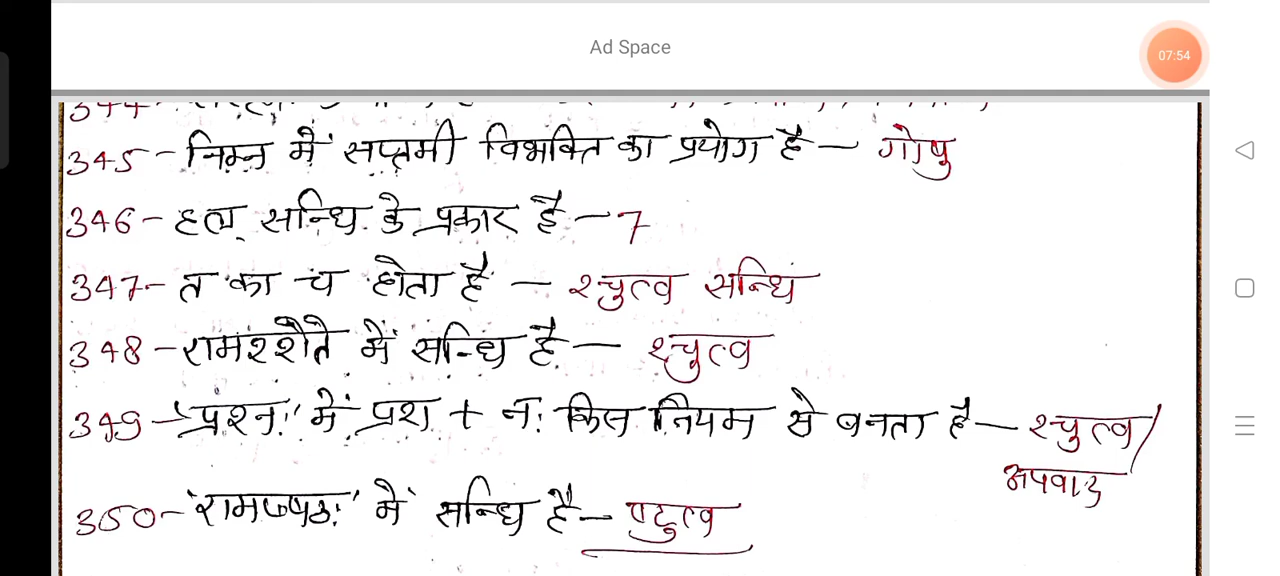 Ad Space
07:54
345- निम्न में सप्तमी विभक्ति का प्रयोग है - गोषु
346- हल् सन्धि के प्रकार है - 7
347- त का च होता है - श्चुत्व सन्धि
348- रामश्शेते में सन्धि है - श्चुत्व
349- 'प्रश्नः' में प्रश + नः किस नियम से बनता है - श्चुत्व/
अपवाद
350- 'रामष्षष्ठः' में सन्धि है - ष्टुत्व